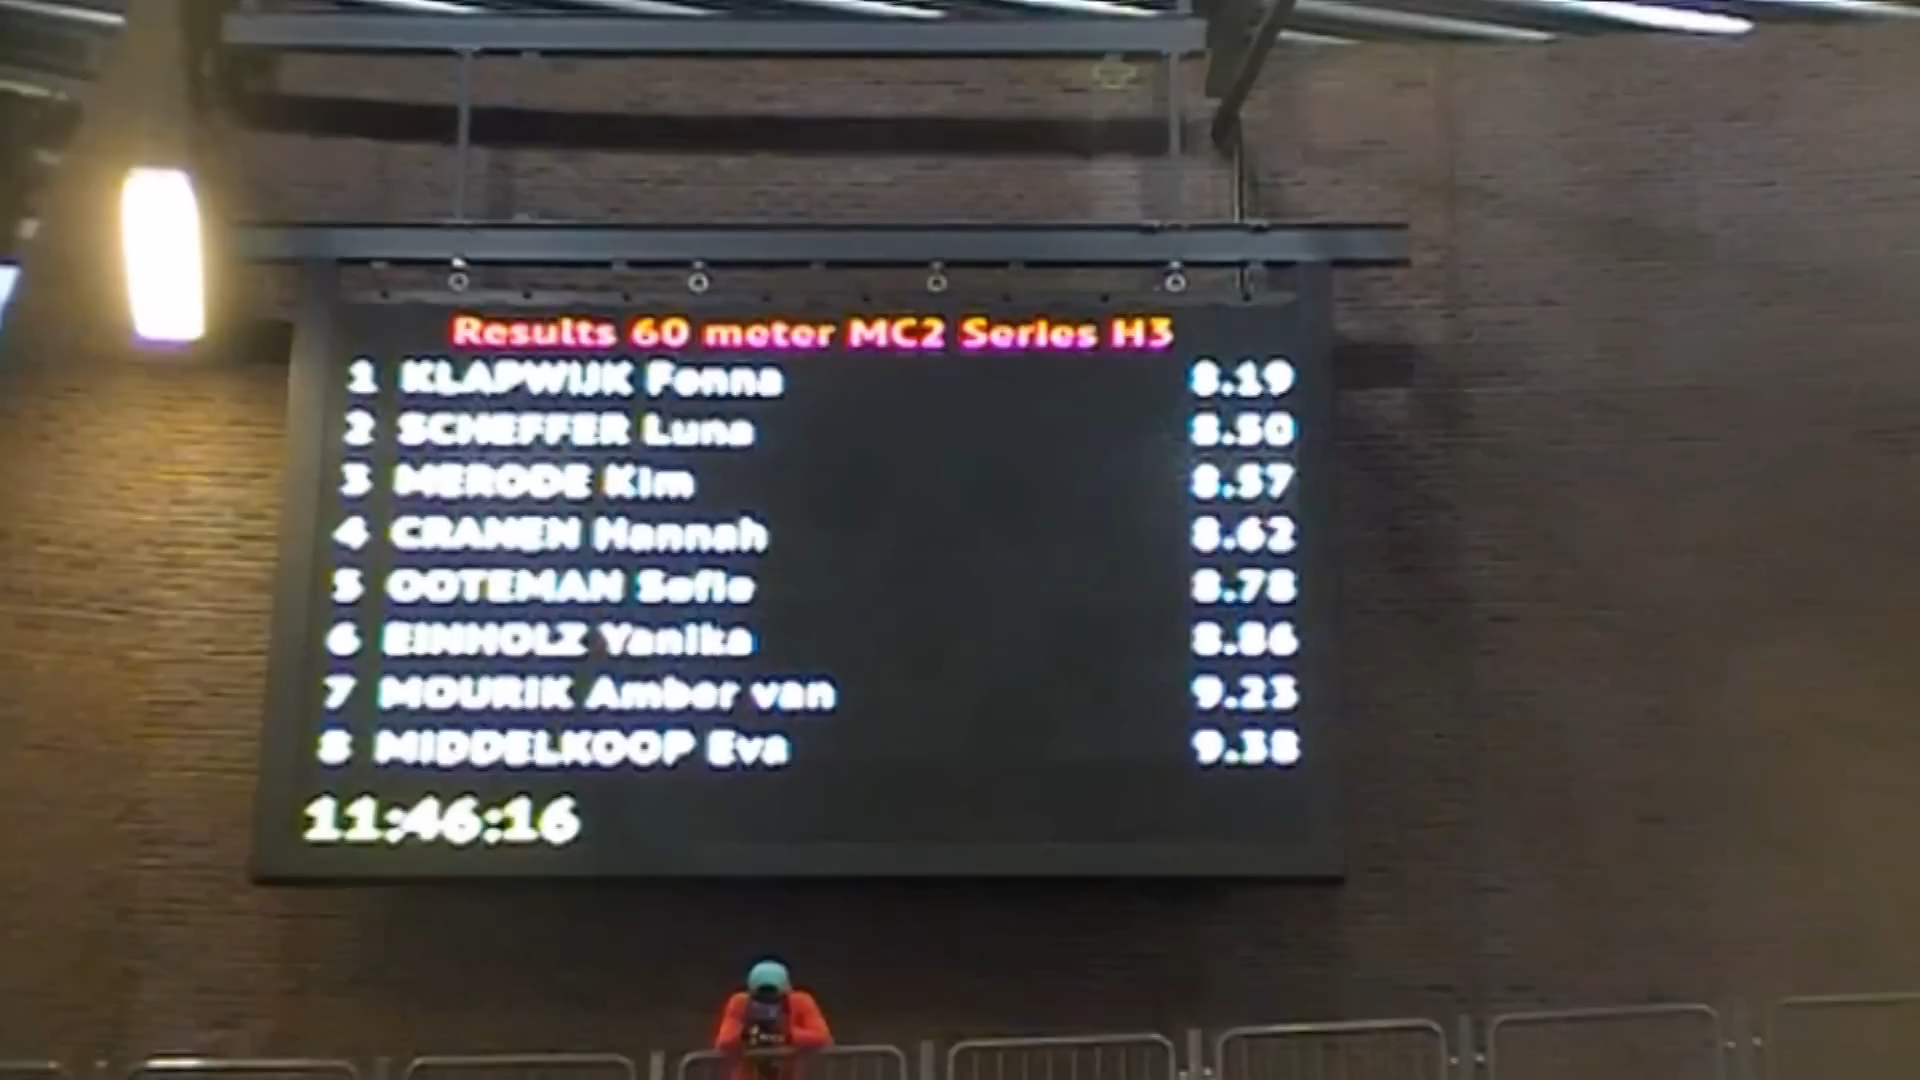 Results 60 meter MC2 Series H3
1 KLAPWIJK Fenna 8.19
2 SCHEFFER Luna 8.50
3 MERODE Kim 8.57
4 CRANEN Hannah 8.62
5 OOTEMAN Sofie 8.78
6 EINHOLZ Yanika 8.86
7 MOURIK Amber van 9.23
8 MIDDELKOOP Eva 9.38
11:46:16